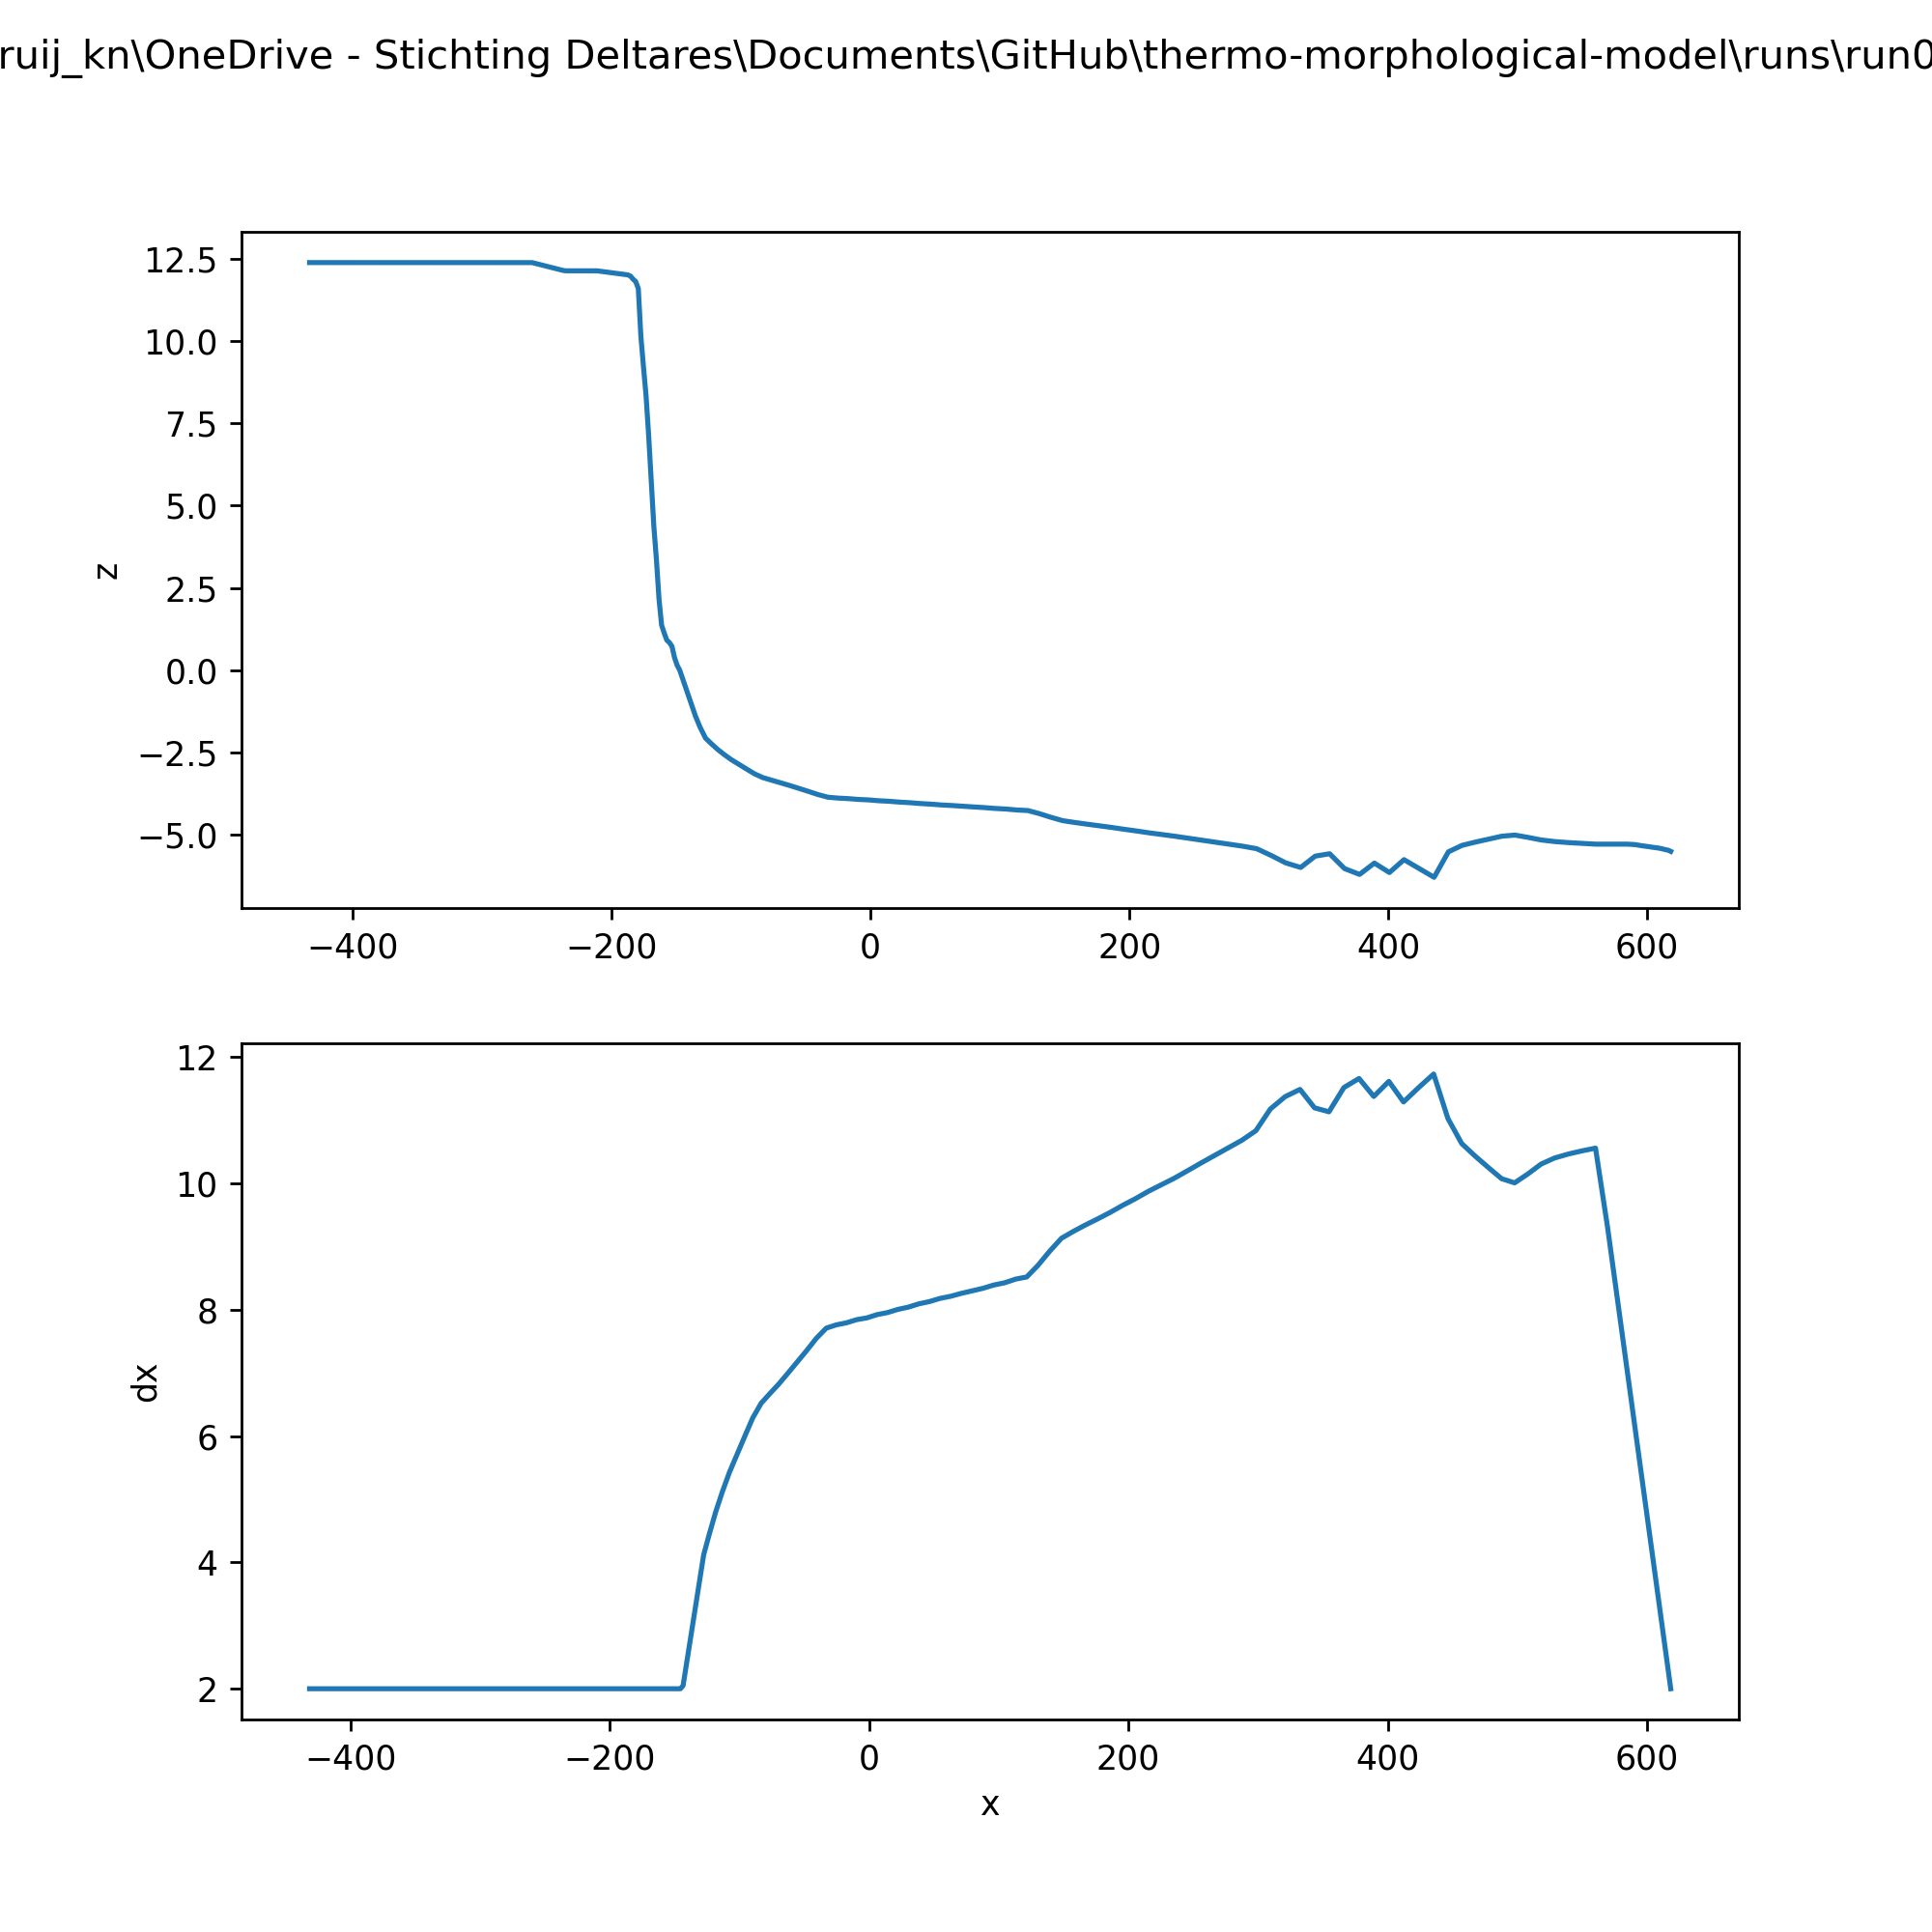 ruij_kn\OneDrive - Stichting Deltares\Documents\GitHub\thermo-morphological-model\runs\run0
12.5
10.0
7.5
5.0
2.5
0.0
−2.5
−5.0
z
−400 −200 0 200 400 600
12
10
8
6
4
2
dx
−400 −200 0 200 400 600
x